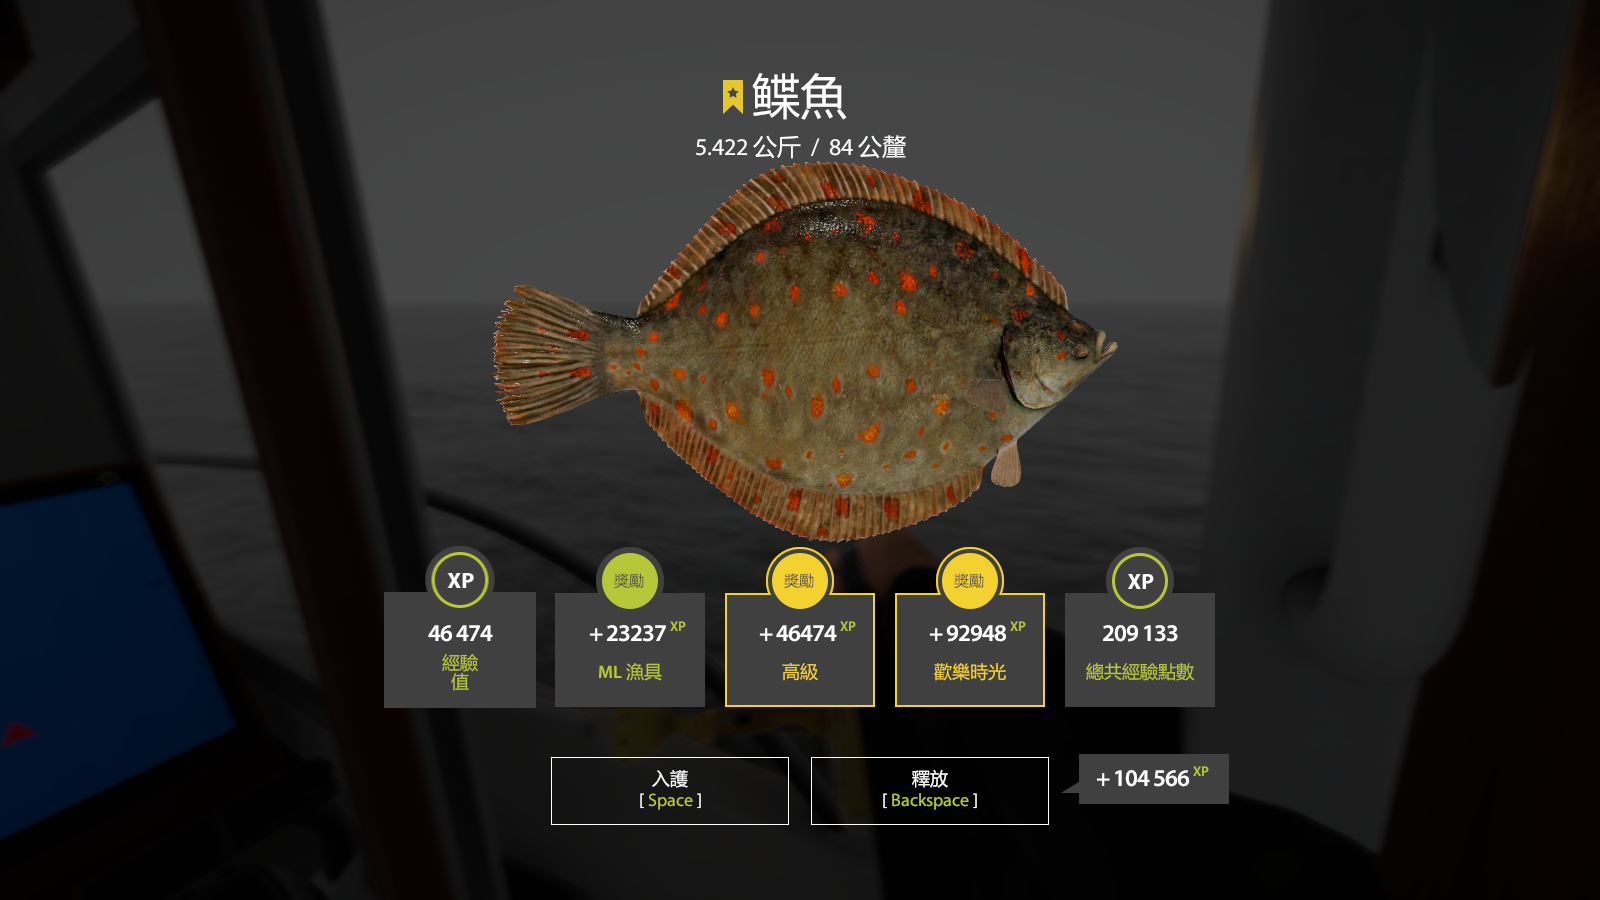 鲽魚
5.422 公斤 / 84 公釐
XP
46 474
經驗
值
獎勵
+23237 XP
ML 漁具
獎勵
+46474 XP
高級
獎勵
+92948 XP
歡樂時光
XP
209 133
總共經驗點數
入護
[ Space ]
釋放
[ Backspace ]
+104 566 XP